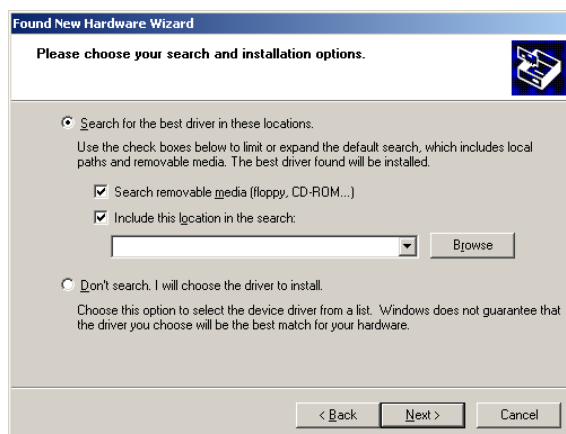 Found New Hardware Wizard
Please choose your search and installation options.
Search for the best driver in these locations.
Use the check boxes below to limit or expand the default search, which includes local
paths and removable media. The best driver found will be installed.
Search removable media (floppy, CD-ROM...)
Include this location in the search:
Browse
Don't search. I will choose the driver to install.
Choose this option to select the device driver from a list. Windows does not guarantee that
the driver you choose will be the best match for your hardware.
< Back
Next >
Cancel